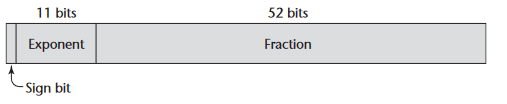 11 bits 52 bits
Exponent Fraction
Sign bit